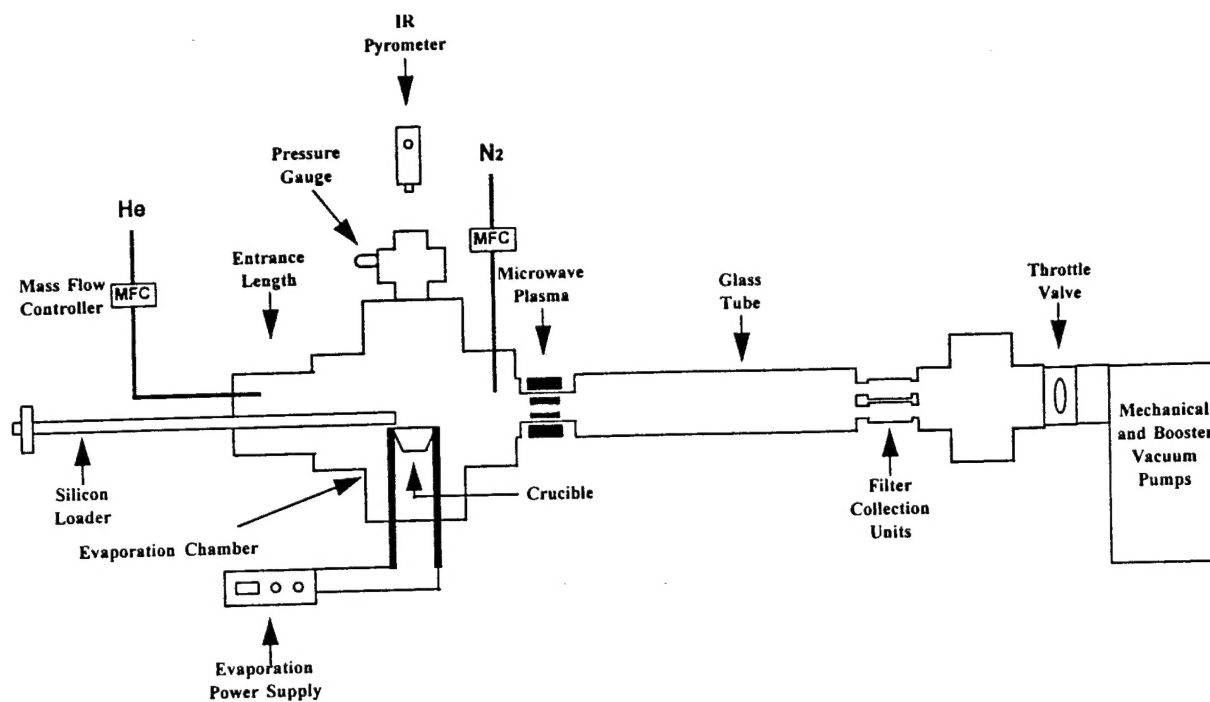 IR
Pyrometer
Pressure
Gauge
N2
He
MFC
Entrance
Length
Microwave
Plasma
Glass
Tube
Throttle
Valve
Mass Flow
Controller
MFC
Mechanical
and Booster
Vacuum
Pumps
Silicon
Loader
Crucible
Filter
Collection
Units
Evaporation Chamber
Evaporation
Power Supply